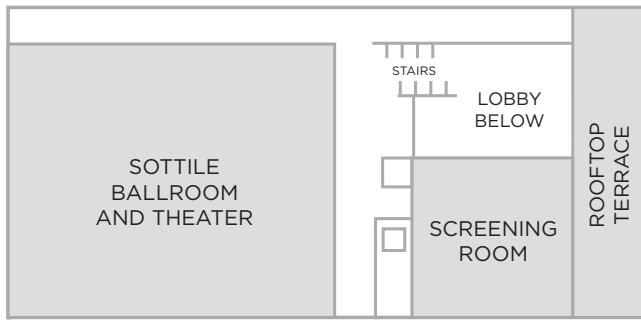 SOTTILE
BALLROOM
AND THEATER
STAIRS
LOBBY
BELOW
SCREENING
ROOM
ROOFTOP
TERRACE